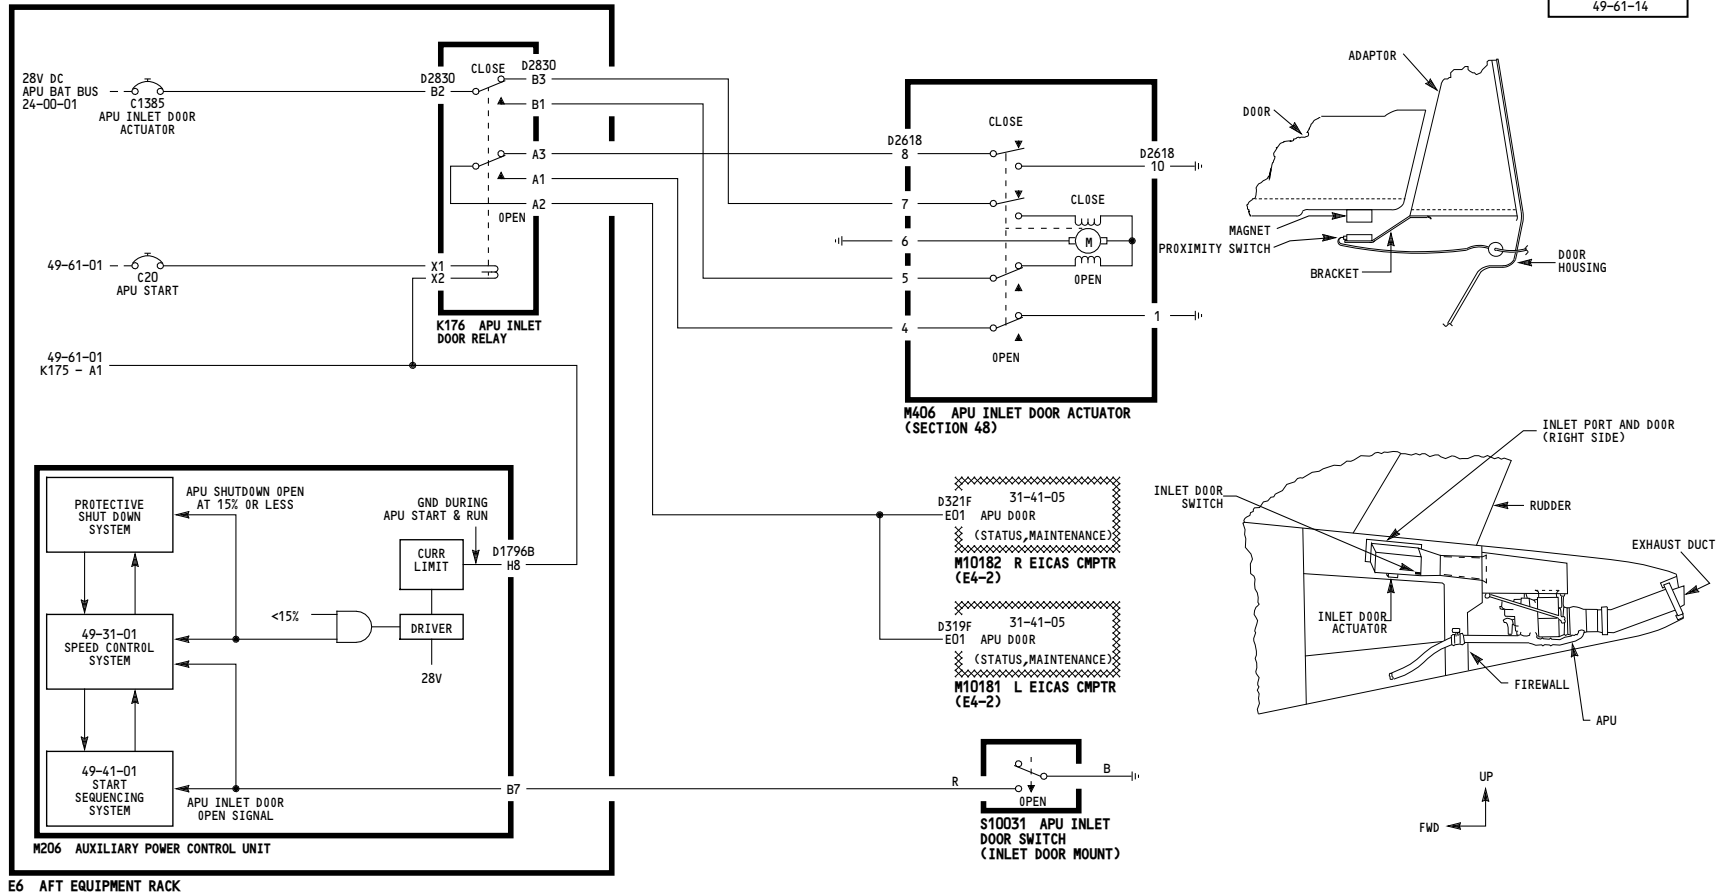 49-61-14
28V DC
APU BAT BUS
24-00-01
C1385
APU INLET DOOR
ACTUATOR
D2830
B2
CLOSE
D2830
B3
B1
A3
A1
A2
OPEN
49-61-01
C20
APU START
X1
X2
K176 APU INLET
DOOR RELAY
49-61-01
K175 - A1
CLOSE
D2618
8
7
6
5
4
D2618
10
CLOSE
M
OPEN
1
OPEN
M406 APU INLET DOOR ACTUATOR
(SECTION 48)
ADAPTOR
DOOR
MAGNET
PROXIMITY SWITCH
BRACKET
DOOR
HOUSING
PROTECTIVE
SHUT DOWN
SYSTEM
APU SHUTDOWN OPEN
AT 15% OR LESS
GND DURING
APU START & RUN
CURR
LIMIT
D1796B
H8
49-31-01
SPEED CONTROL
SYSTEM
<15%
DRIVER
28V
49-41-01
START
SEQUENCING
SYSTEM
APU INLET DOOR
OPEN SIGNAL
B7
M206 AUXILIARY POWER CONTROL UNIT
E6 AFT EQUIPMENT RACK
D321F
E01
31-41-05
APU DOOR
(STATUS,MAINTENANCE)
M10182 R EICAS CMPTR
(E4-2)
D319F
E01
31-41-05
APU DOOR
(STATUS,MAINTENANCE)
M10181 L EICAS CMPTR
(E4-2)
R
B
OPEN
S10031 APU INLET
DOOR SWITCH
(INLET DOOR MOUNT)
INLET PORT AND DOOR
(RIGHT SIDE)
INLET DOOR
SWITCH
RUDDER
EXHAUST DUCT
INLET DOOR
ACTUATOR
FIREWALL
APU
UP
FWD